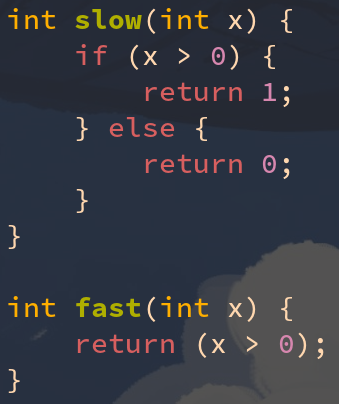 int slow(int x) {
    if (x > 0) {
        return 1;
    } else {
        return 0;
    }
}

int fast(int x) {
    return (x > 0);
}